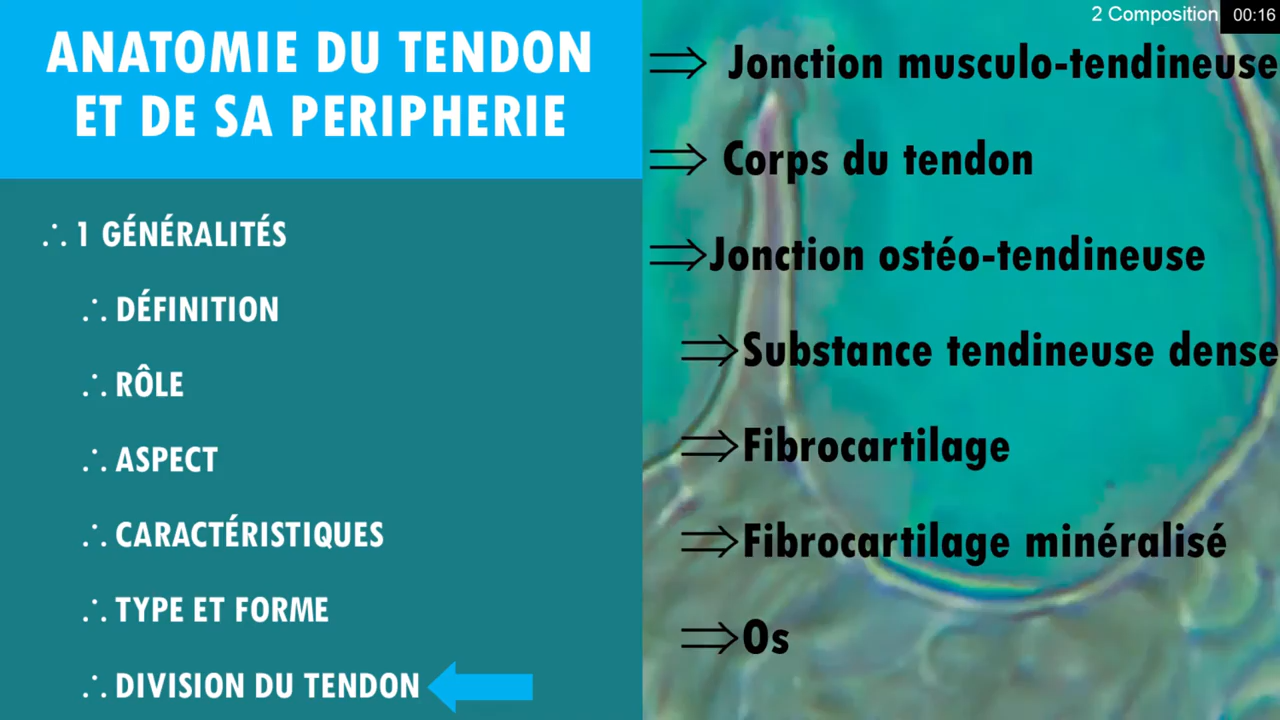 ANATOMIE DU TENDON
ET DE SA PERIPHERIE
∴ 1 GÉNÉRALITÉS
∴ DÉFINITION
∴ RÔLE
∴ ASPECT
∴ CARACTÉRISTIQUES
∴ TYPE ET FORME
∴ DIVISION DU TENDON
2 Composition 00:16
⇒ Jonction musculo-tendineuse
⇒ Corps du tendon
⇒ Jonction ostéo-tendineuse
⇒ Substance tendineuse dense
⇒ Fibrocartilage
⇒ Fibrocartilage minéralisé
⇒ Os